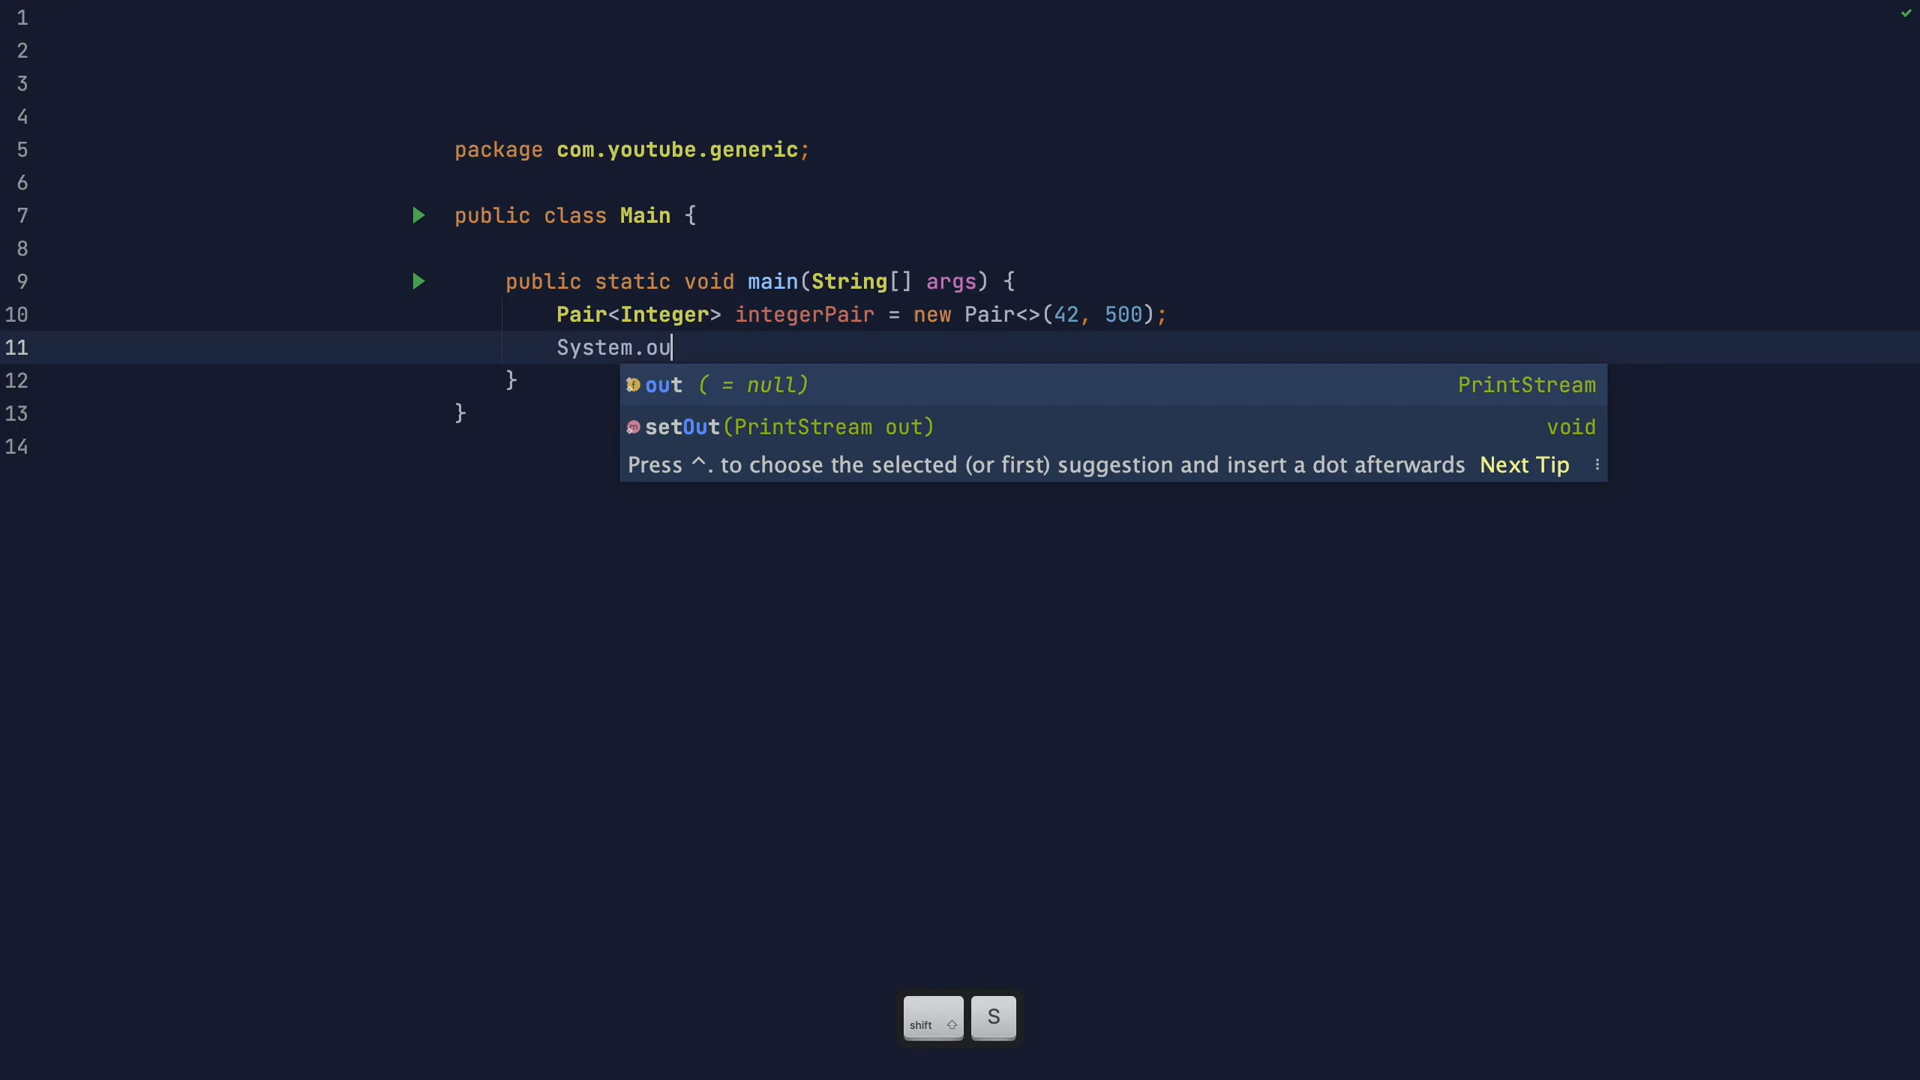 1
2
3
4
5 package com.youtube.generic;
6
7 public class Main {
8
9 public static void main(String[] args) {
10 Pair<Integer> integerPair = new Pair<>(42, 500);
11 System.ou
12 }
out ( = null) PrintStream
13 }
setOut(PrintStream out) void
14
Press ^. to choose the selected (or first) suggestion and insert a dot afterwards Next Tip
shift S